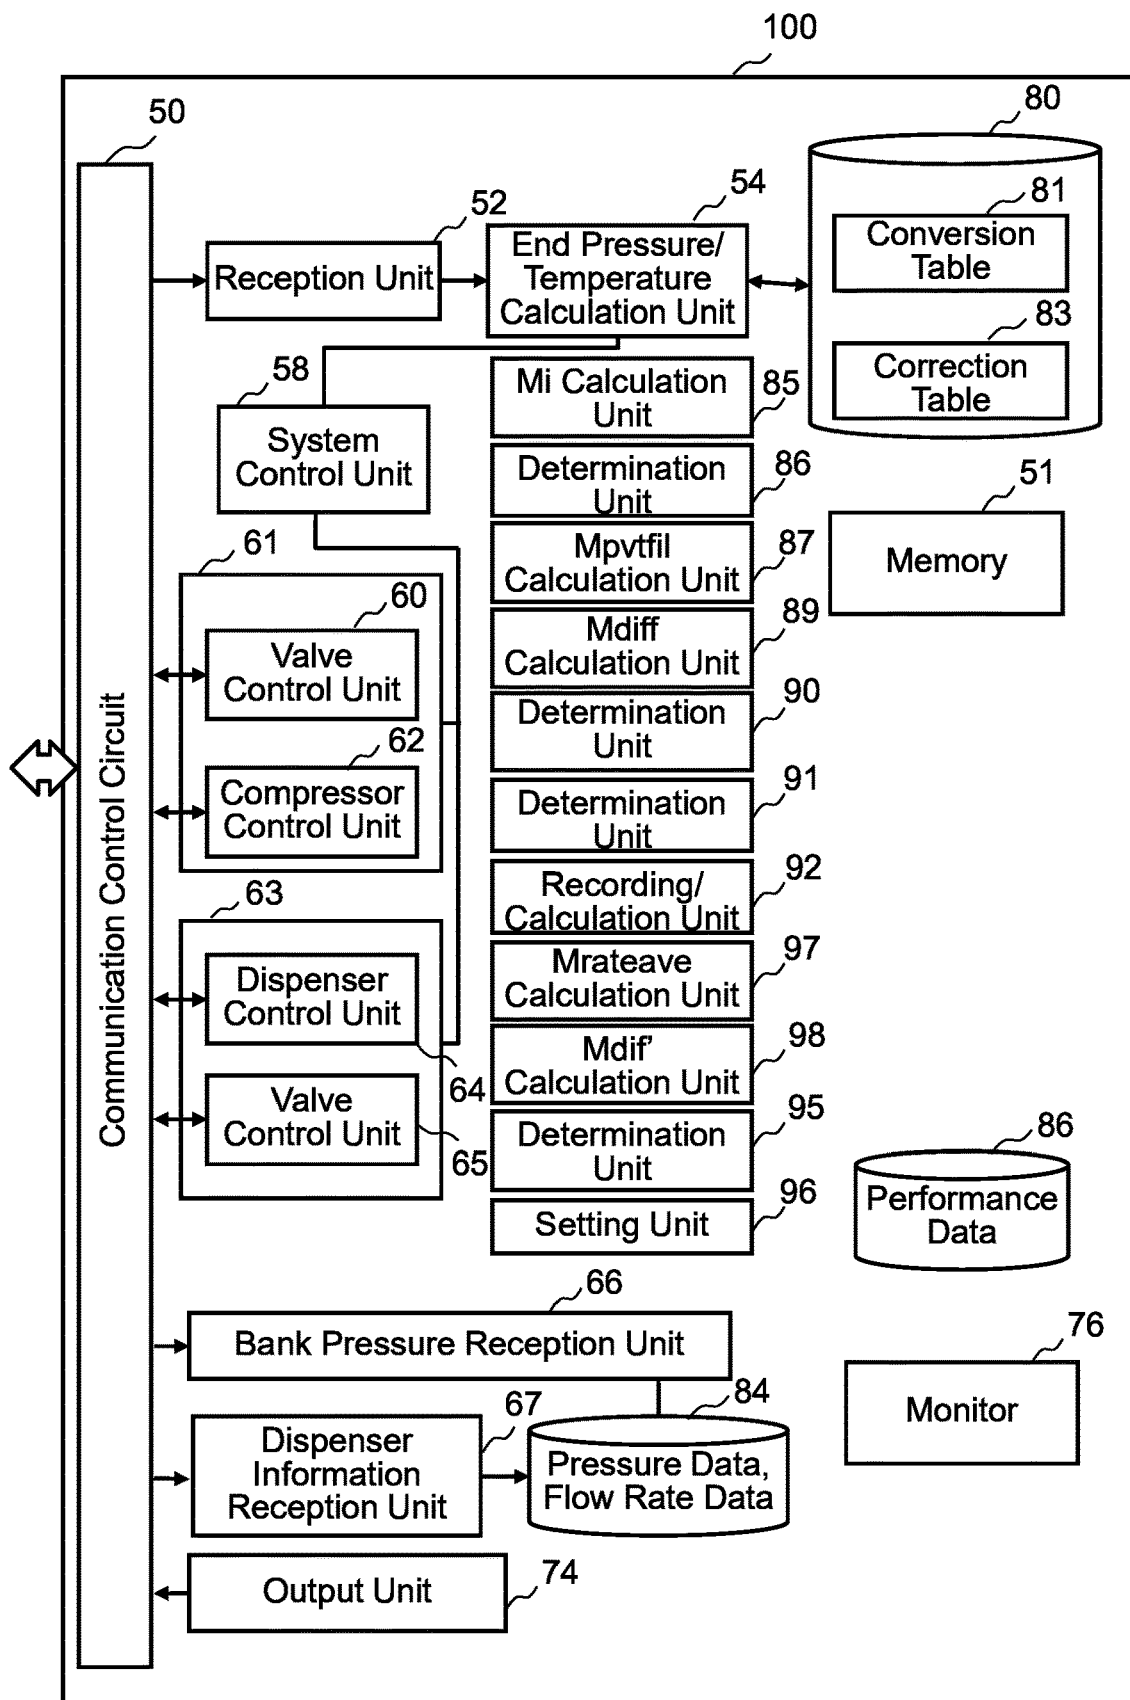 100
50
80
52
54
81
Reception Unit
End Pressure/
Temperature
Calculation Unit
Conversion
Table
83
Correction
Table
58
System
Control Unit
Mi Calculation
Unit
85
Determination
Unit
86
51
Memory
61
Mpvtfil
Calculation Unit
87
60
Valve
Control Unit
Mdiff
Calculation Unit
89
Determination
Unit
90
62
Compressor
Control Unit
Determination
Unit
91
Communication Control Circuit
Recording/
Calculation Unit
92
63
Dispenser
Control Unit
64
Mrateave
Calculation Unit
97
Mdif’
Calculation Unit
98
Valve
Control Unit
65
Determination
Unit
95
86
Performance
Data
Setting Unit
96
66
Bank Pressure Reception Unit
76
Monitor
67
84
Dispenser
Information
Reception Unit
Pressure Data,
Flow Rate Data
Output Unit
74